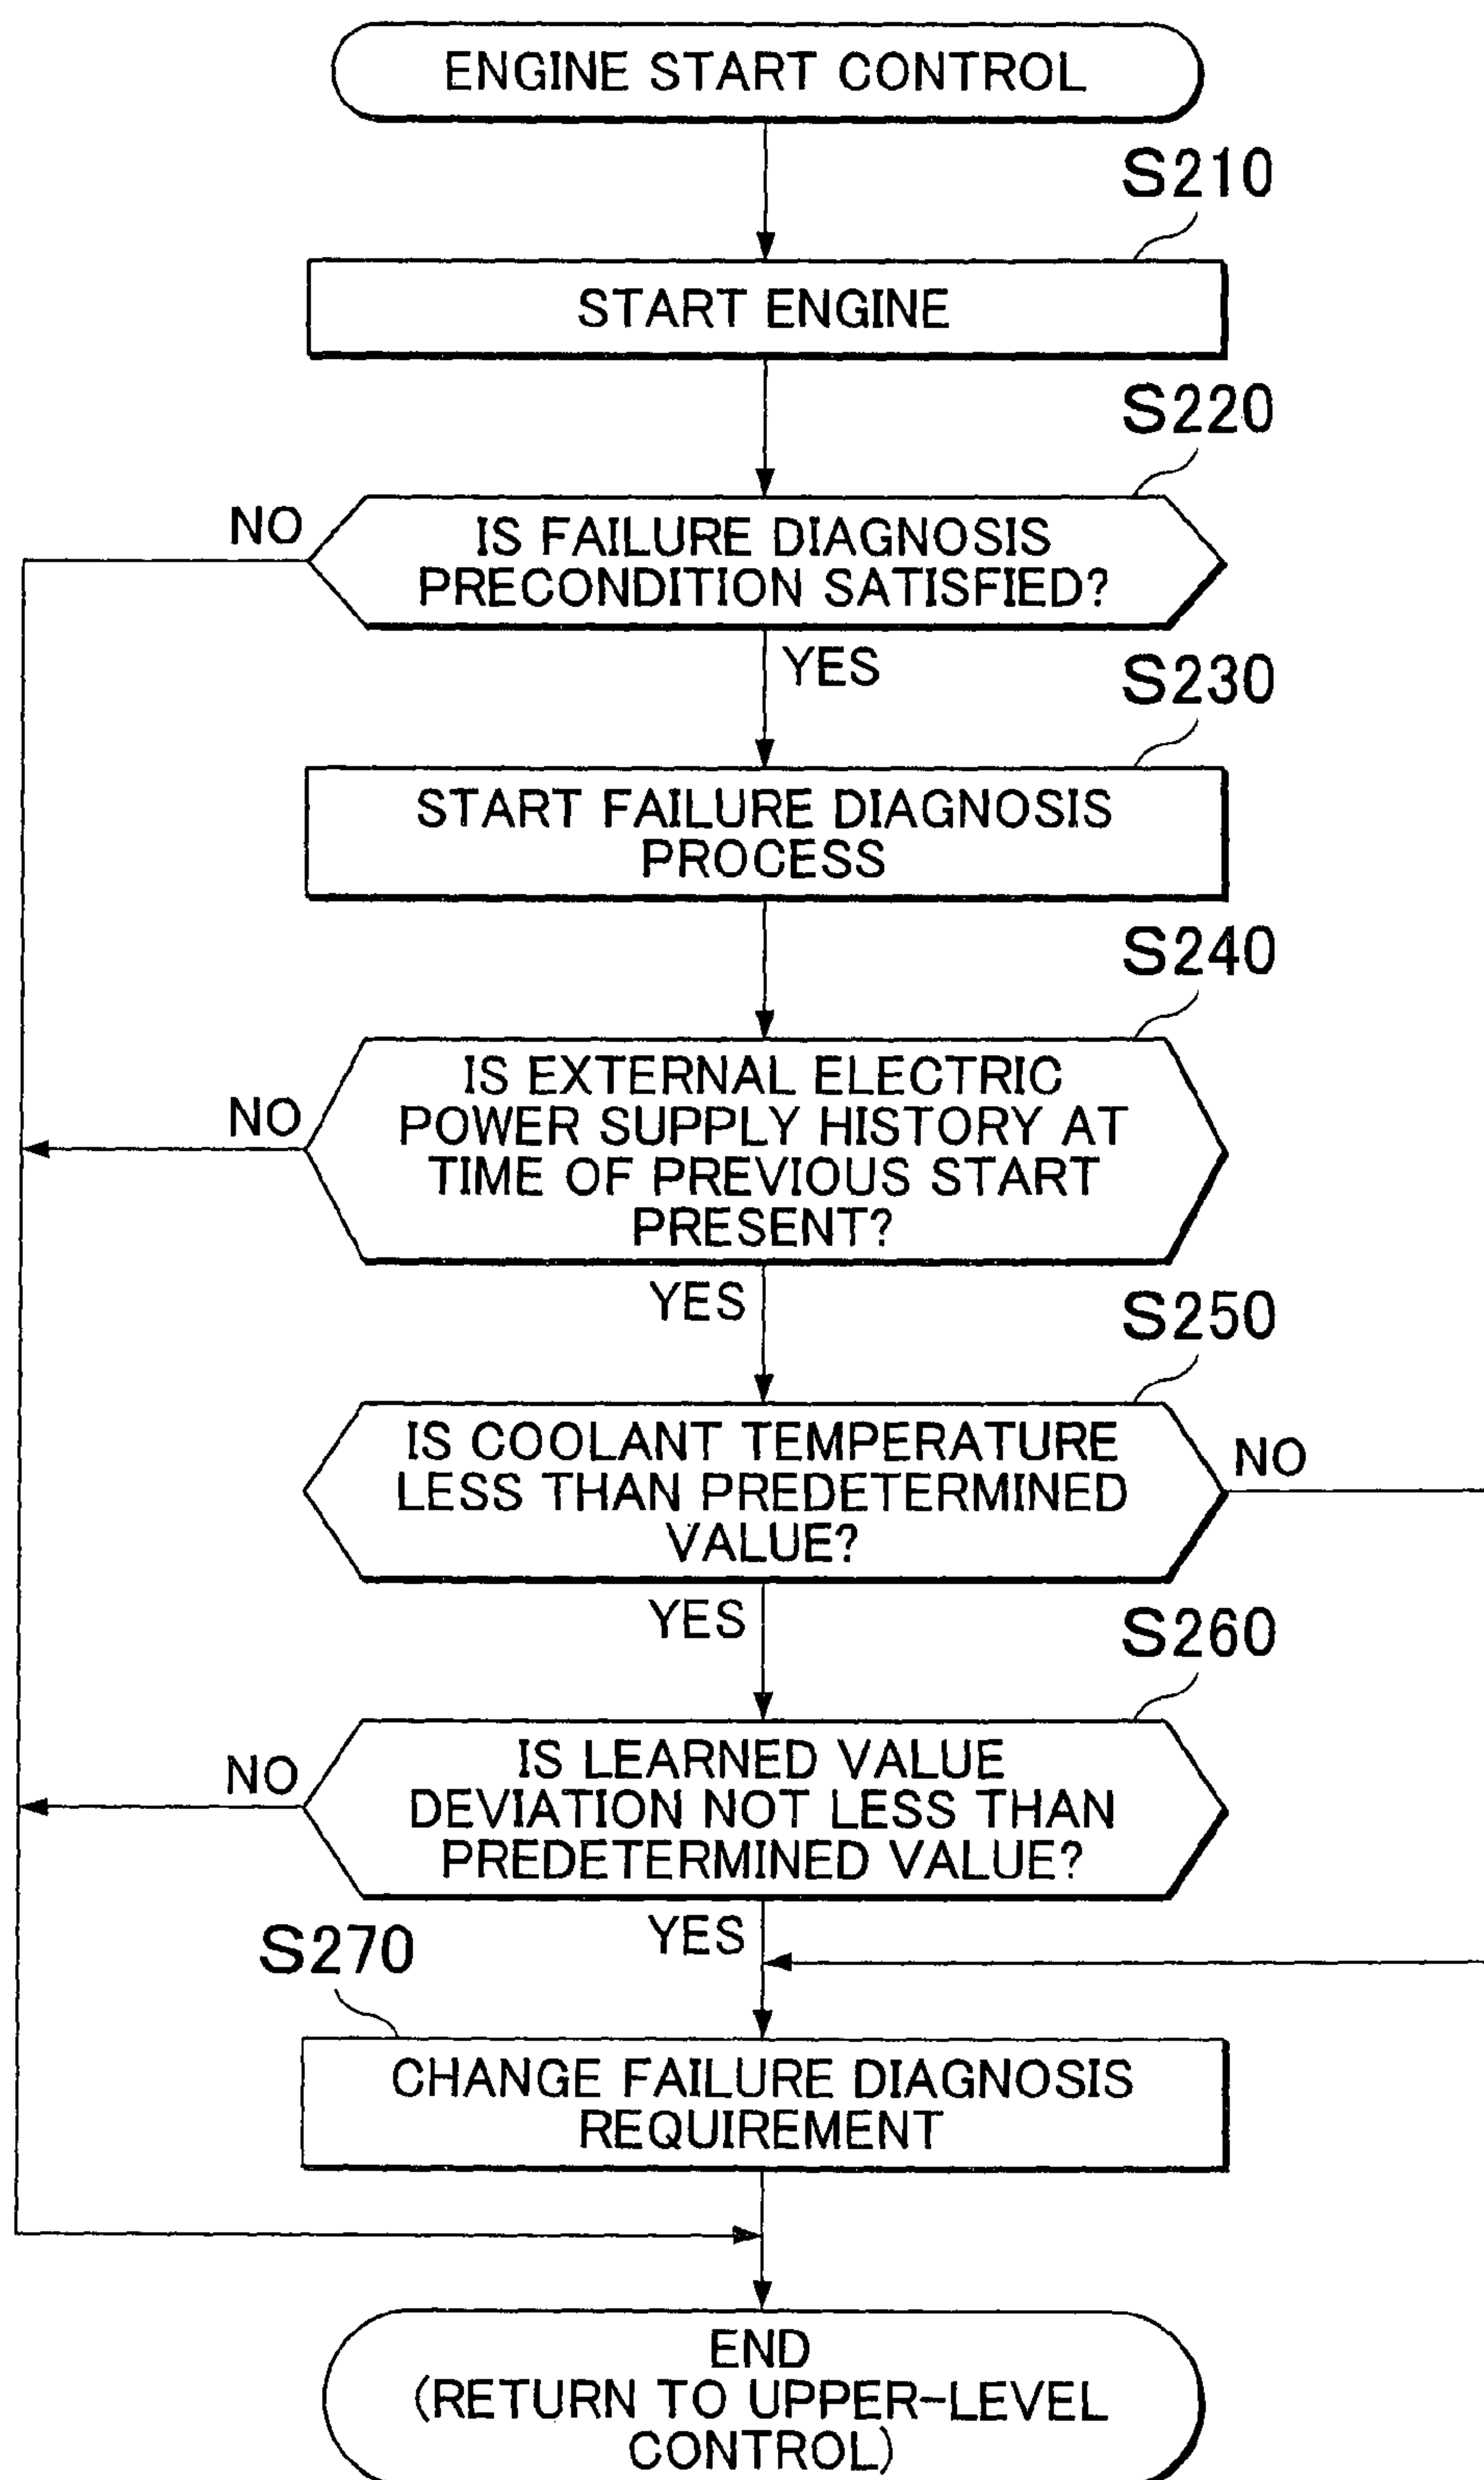 ENGINE START CONTROL
S210
START ENGINE
S220
NO
IS FAILURE DIAGNOSIS
PRECONDITION SATISFIED?
YES
S230
START FAILURE DIAGNOSIS
PROCESS
S240
IS EXTERNAL ELECTRIC
NO
POWER SUPPLY HISTORY AT
TIME OF PREVIOUS START
PRESENT?
YES
S250
IS COOLANT TEMPERATURE
NO
LESS THAN PREDETERMINED
VALUE?
YES
S260
IS LEARNED VALUE
NO
DEVIATION NOT LESS THAN
PREDETERMINED VALUE?
YES
S270
CHANGE FAILURE DIAGNOSIS
REQUIREMENT
END
(RETURN TO UPPER-LEVEL
CONTROL)